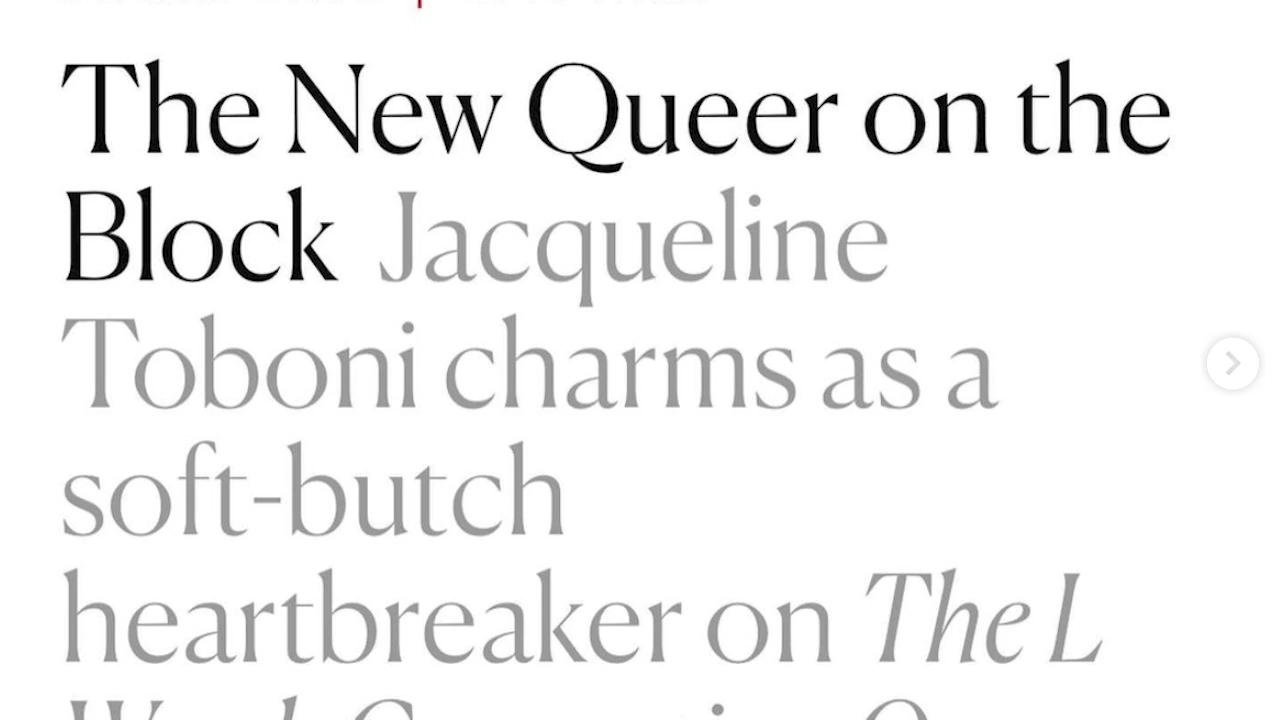 The New Queer on the
Block Jacqueline
Toboni charms as a
soft-butch
heartbreaker on The L